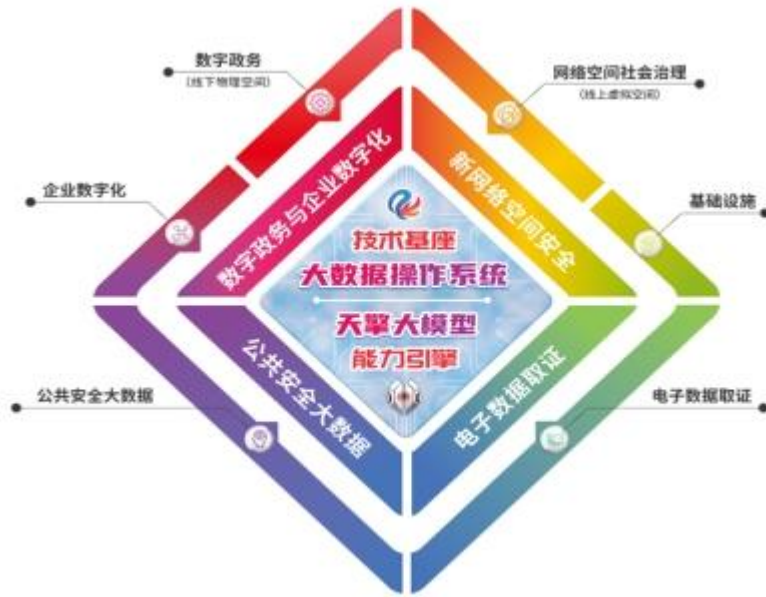 数字政务
(线下物理空间)
网络空间社会治理
(线上虚拟空间)
企业数字化
基础设施
数字政务与企业数字化
新网络空间安全
技术基座
大数据操作系统
天擎大模型
能力引擎
公共安全大数据
电子数据取证
公共安全大数据
电子数据取证